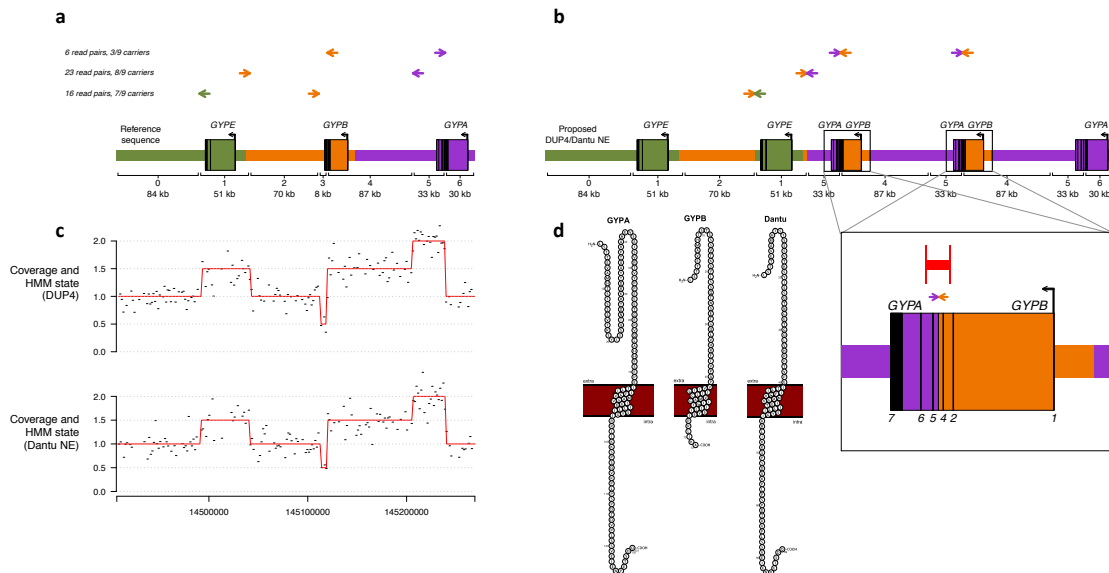 a
6 read pairs, 3/9 carriers
23 read pairs, 8/9 carriers
16 read pairs, 7/9 carriers
Reference
sequence
GYPE GYPB GYPA
0 1 2 3 4 5 6
84 kb 51 kb 70 kb 8 kb 87 kb 33 kb 30 kb
b
Proposed
DUP4/Dantu NE
GYPE GYPE GYPA GYPB GYPA GYPB GYPA
0 1 2 1 5 4 5 4 5 6
84 kb 51 kb 70 kb 51 kb 33 kb 87 kb 33 kb 87 kb 33 kb 30 kb
GYPA GYPB
7 6 5 4 2 1
c
Coverage and
HMM state
(DUP4)
2.0
1.5
1.0
0.5
0.0
Coverage and
HMM state
(Dantu NE)
2.0
1.5
1.0
0.5
0.0
14500000 145100000 145200000
d
GYPA GYPB Dantu
H₂N- H₂N- H₂N-
extra extra extra
intra intra intra
-COOH -COOH -COOH